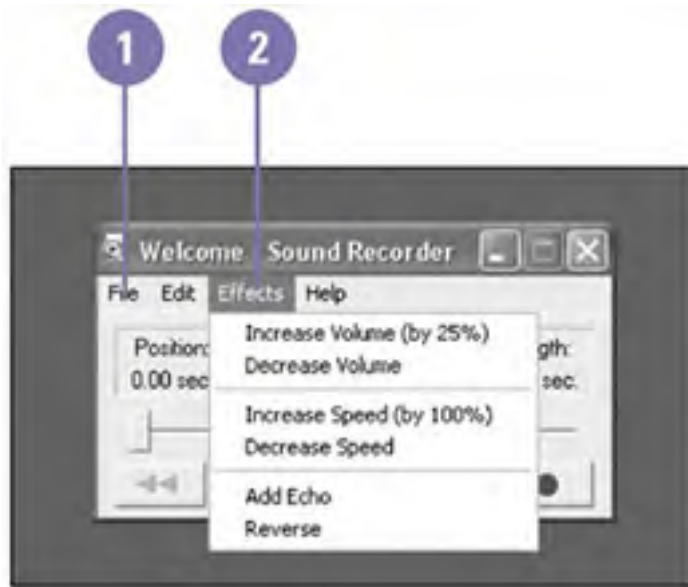 1 2
Welcome Sound Recorder
File Edit Effects Help
Position:
0.00 sec
gth:
sec.
Increase Volume (by 25%)
Decrease Volume
Increase Speed (by 100%)
Decrease Speed
Add Echo
Reverse